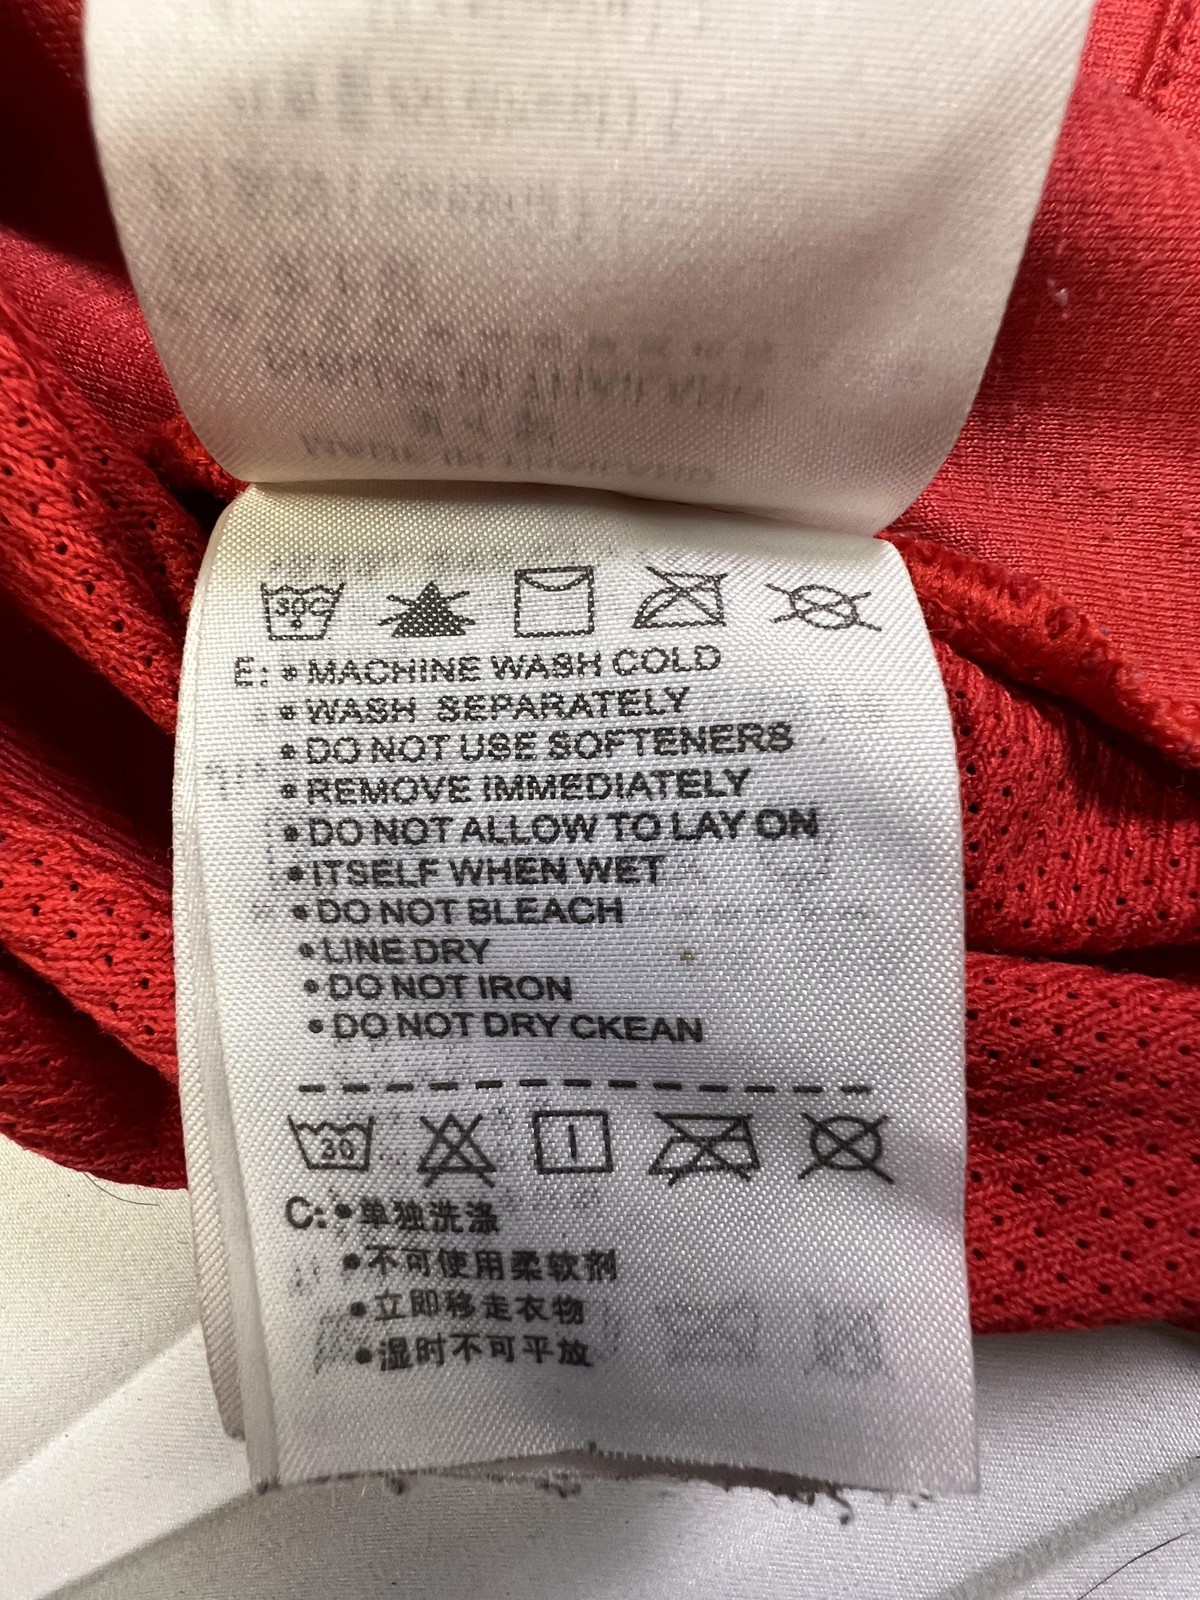 30C
E: • MACHINE WASH COLD
• WASH SEPARATELY
• DO NOT USE SOFTENERS
• REMOVE IMMEDIATELY
• DO NOT ALLOW TO LAY ON
• ITSELF WHEN WET
• DO NOT BLEACH
• LINE DRY
• DO NOT IRON
• DO NOT DRY CKEAN
30
C: • 单独洗涤
• 不可使用柔软剂
• 立即移走衣物
• 湿时不可平放